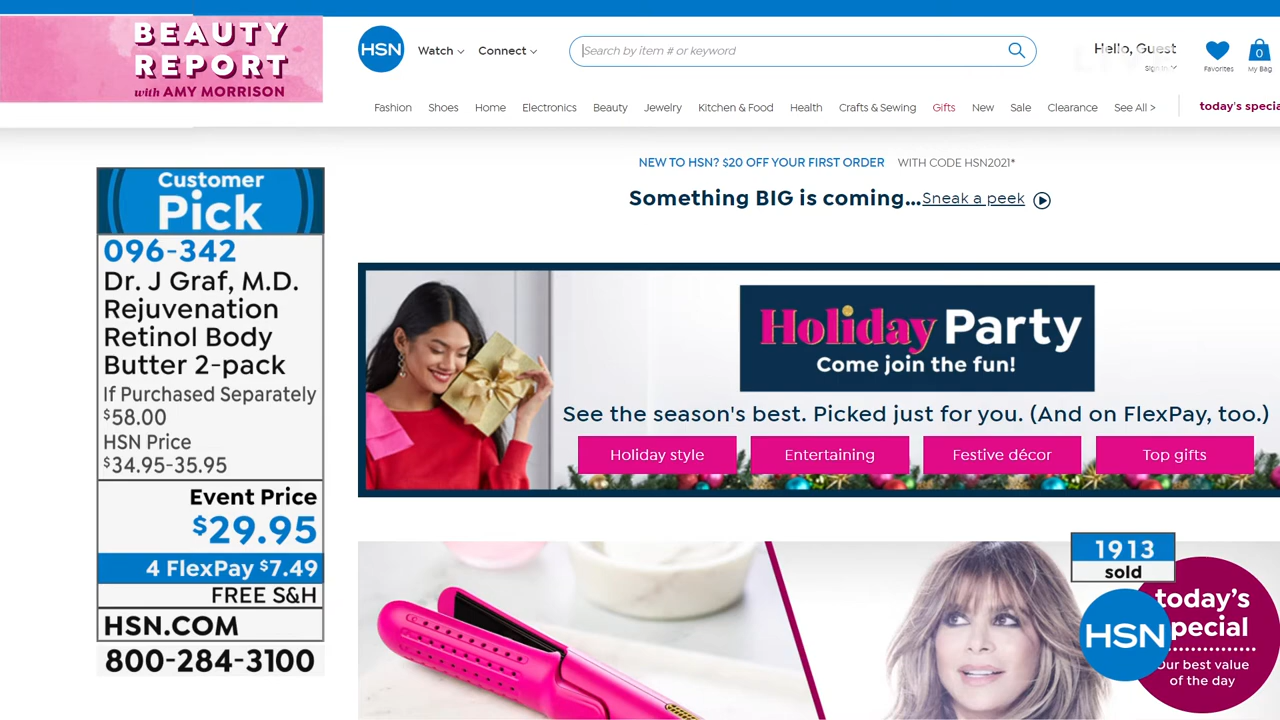 BEAUTY
REPORT
with AMY MORRISON
HSN
Watch
Connect
Search by item # or keyword
Hello, Guest
Sign In
Favorites
0
My Bag
Fashion Shoes Home Electronics Beauty Jewelry Kitchen & Food Health Crafts & Sewing Gifts New Sale Clearance See All > today's specia
NEW TO HSN? $20 OFF YOUR FIRST ORDER WITH CODE HSN2021*
Something BIG is coming...Sneak a peek
Customer
Pick
096-342
Dr. J Graf, M.D.
Rejuvenation
Retinol Body
Butter 2-pack
If Purchased Separately
$58.00
HSN Price
$34.95-35.95
Event Price
$29.95
4 FlexPay $7.49
FREE S&H
HSN.COM
800-284-3100
Holiday Party
Come join the fun!
See the season's best. Picked just for you. (And on FlexPay, too.)
Holiday style Entertaining Festive décor Top gifts
1913
sold
today's
special
our best value
of the day
HSN